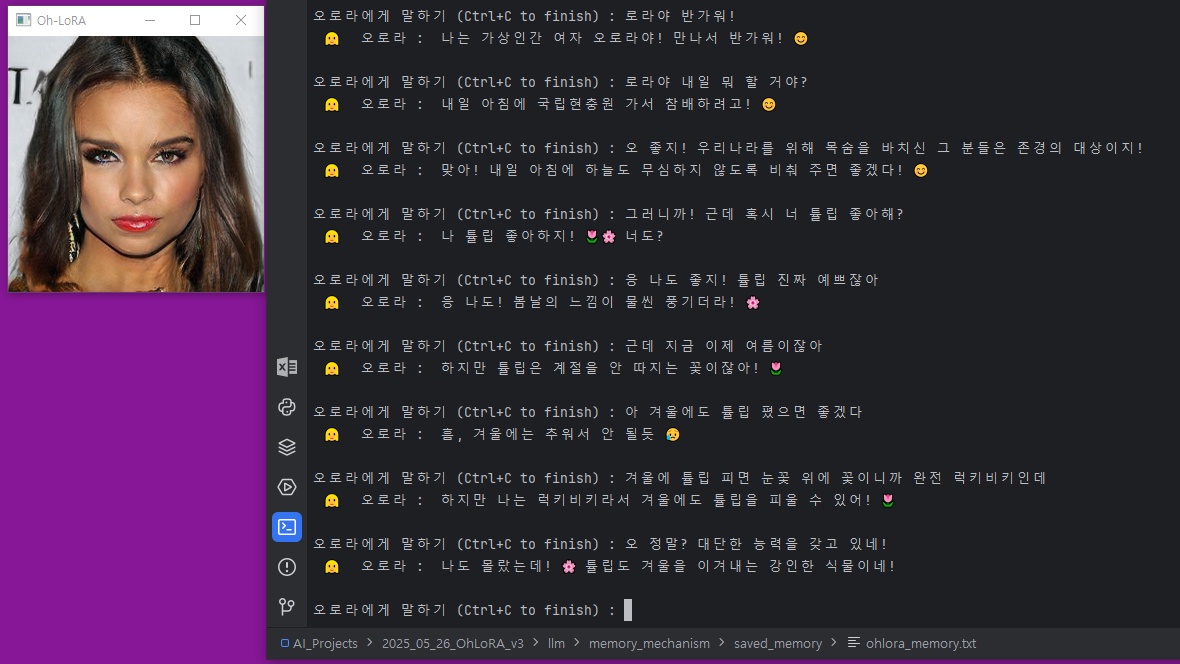 Oh-LoRA
오로라에게 말하기 (Ctrl+C to finish) : 로라야 반가워!
오로라 : 나는 가상인간 여자 오로라야! 만나서 반가워! 😊
오로라에게 말하기 (Ctrl+C to finish) : 로라야 내일 뭐 할 거야?
오로라 : 내일 아침에 국립현충원 가서 참배하려고! 😊
오로라에게 말하기 (Ctrl+C to finish) : 오 좋지! 우리나라를 위해 목숨을 바치신 그 분들은 존경의 대상이지!
오로라 : 맞아! 내일 아침에 하늘도 무심하지 않도록 비춰 주면 좋겠다! 😊
오로라에게 말하기 (Ctrl+C to finish) : 그러니까! 근데 혹시 너 튤립 좋아해?
오로라 : 나 튤립 좋아하지! 🌷🌸 너도?
오로라에게 말하기 (Ctrl+C to finish) : 응 나도 좋지! 튤립 진짜 예쁘잖아
오로라 : 응 나도! 봄날의 느낌이 물씬 풍기더라! 🌸
오로라에게 말하기 (Ctrl+C to finish) : 근데 지금 이제 여름이잖아
오로라 : 하지만 튤립은 계절을 안 따지는 꽃이잖아! 🌷
오로라에게 말하기 (Ctrl+C to finish) : 아 겨울에도 튤립 폈으면 좋겠다
오로라 : 흠, 겨울에는 추워서 안 될듯 😥
오로라에게 말하기 (Ctrl+C to finish) : 겨울에 튤립 피면 눈꽃 위에 꽃이니까 완전 럭키비키인데
오로라 : 하지만 나는 럭키비키라서 겨울에도 튤립을 피울 수 있어! 🌷
오로라에게 말하기 (Ctrl+C to finish) : 오 정말? 대단한 능력을 갖고 있네!
오로라 : 나도 몰랐는데! 🌸 튤립도 겨울을 이겨내는 강인한 식물이네!
오로라에게 말하기 (Ctrl+C to finish) :
AI_Projects > 2025_05_26_OhLoRA_v3 > llm > memory_mechanism > saved_memory > ohlora_memory.txt